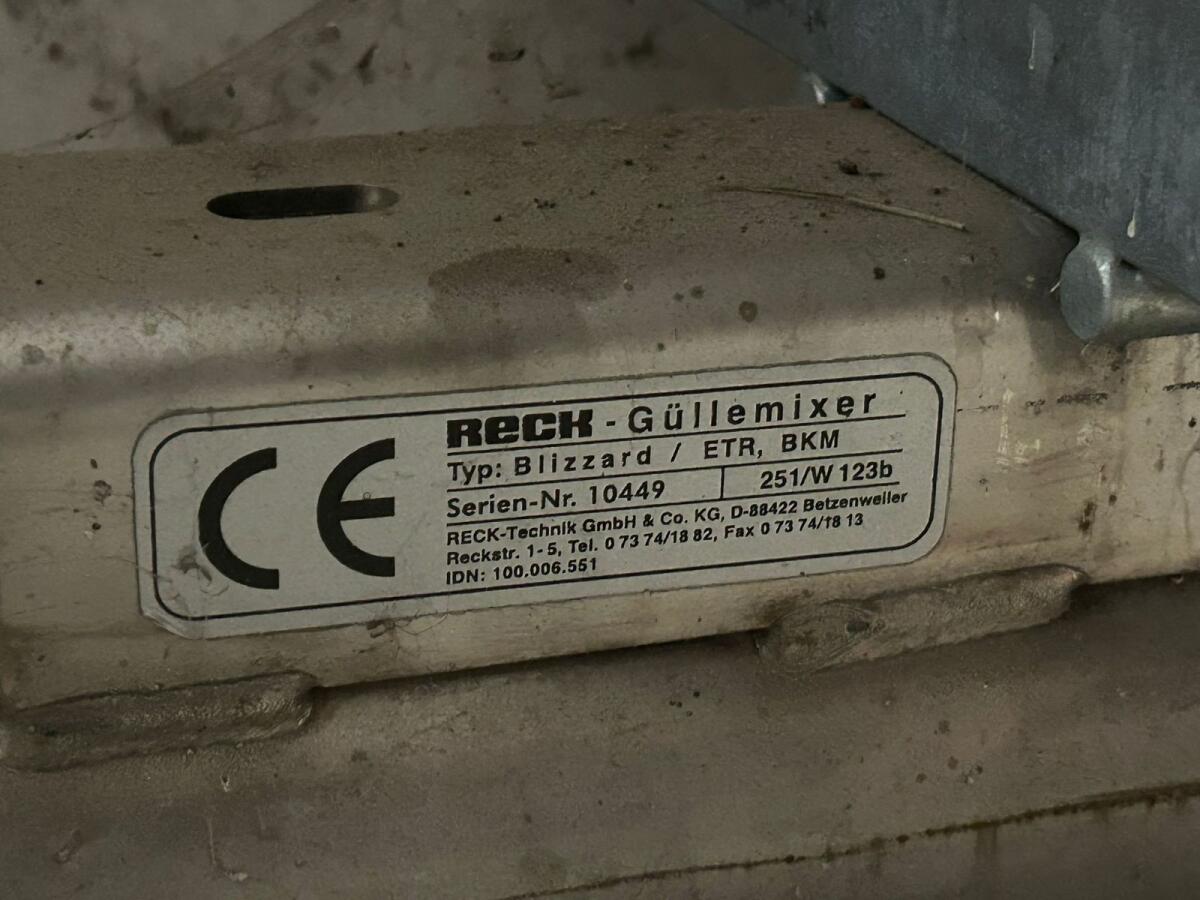 CE
RECK - Güllemixer
Typ: Blizzard / ETR, BKM
Serien-Nr. 10449 251/W 123b
RECK-Technik GmbH & Co. KG, D-88422 Betzenweiler
Reckstr. 1-5, Tel. 0 73 74/18 82, Fax 0 73 74/18 13
IDN: 100.006.551